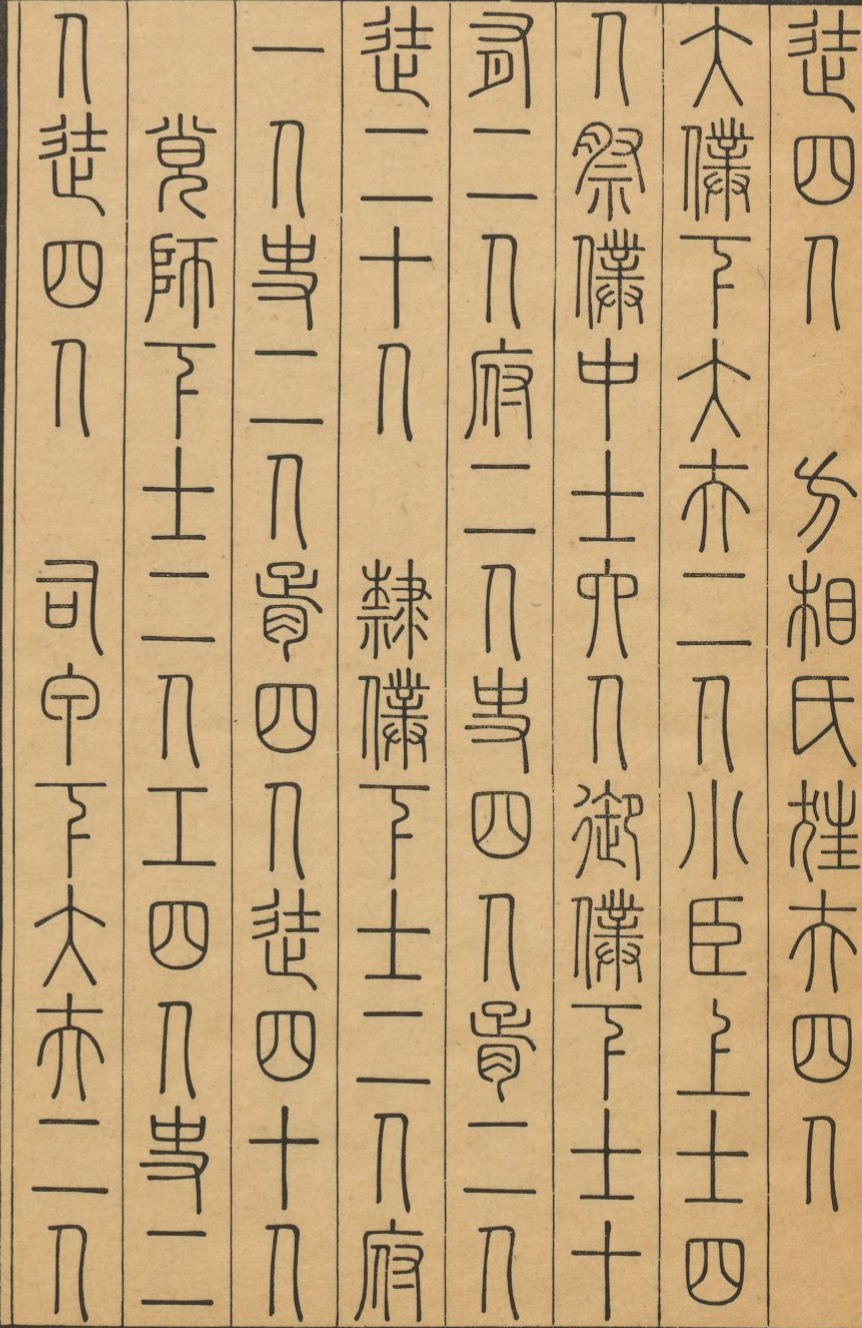 徒四人　方相氏狂夫四人
大僕下大夫二人小臣上士四
人祭僕中士六人御僕下士十
有二人府二人史四人胥二人
徒二十人　隸僕下士二人府
一人史二人胥四人徒四十人
覍師下士二人工四人史二
人徒四人　司甲下大夫二人